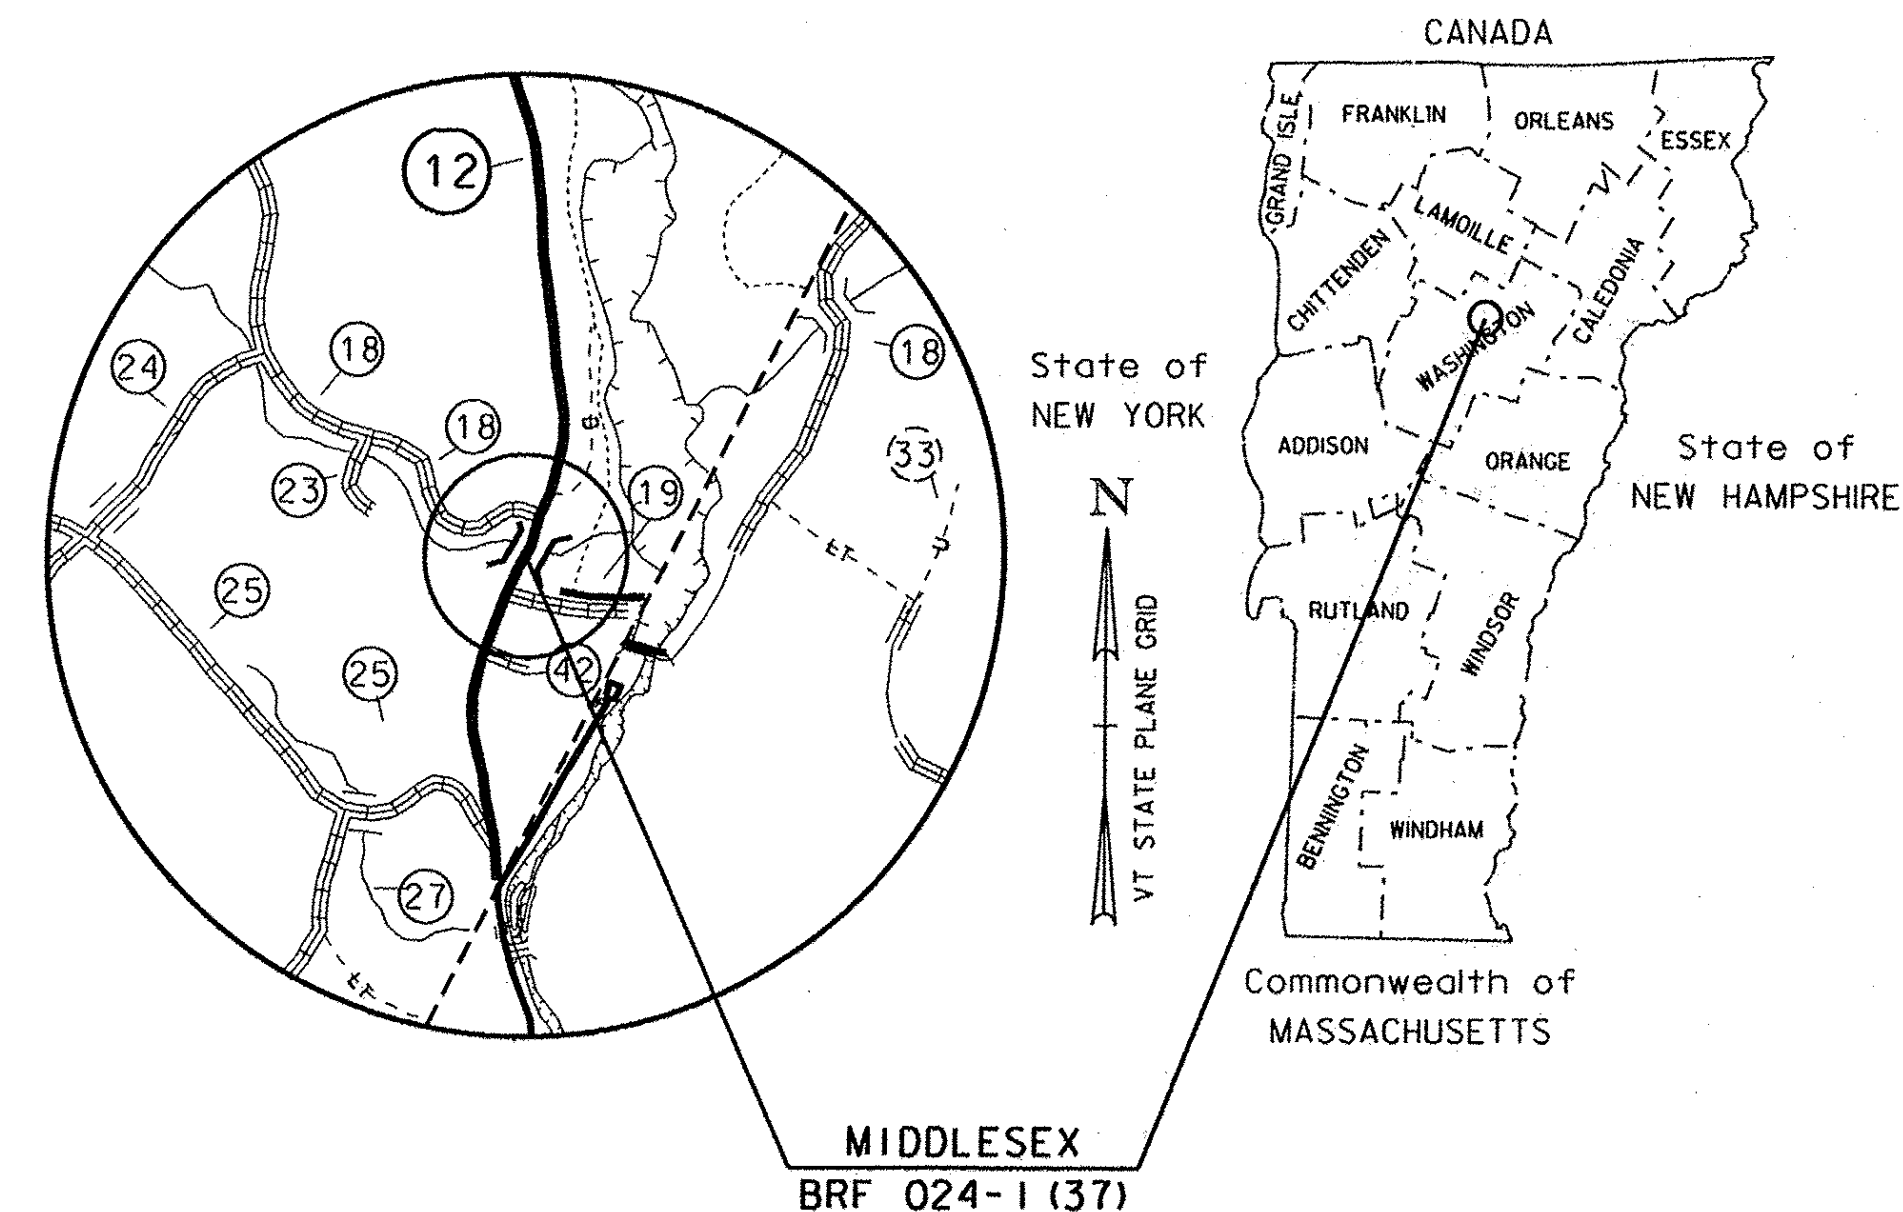 CANADA
GRAND ISLE
FRANKLIN
ORLEANS
ESSEX
LAMOILLE
CHITTENDEN
CALEDONIA
WASHINGTON
State of
NEW YORK
ADDISON
ORANGE
State of
NEW HAMPSHIRE
RUTLAND
WINDSOR
BENNINGTON
WINDHAM
Commonwealth of
MASSACHUSETTS
N
VT STATE PLANE GRID
12
18
24
18
18
33
23
19
25
42
25
27
MIDDLESEX
BRF 024-1 (37)